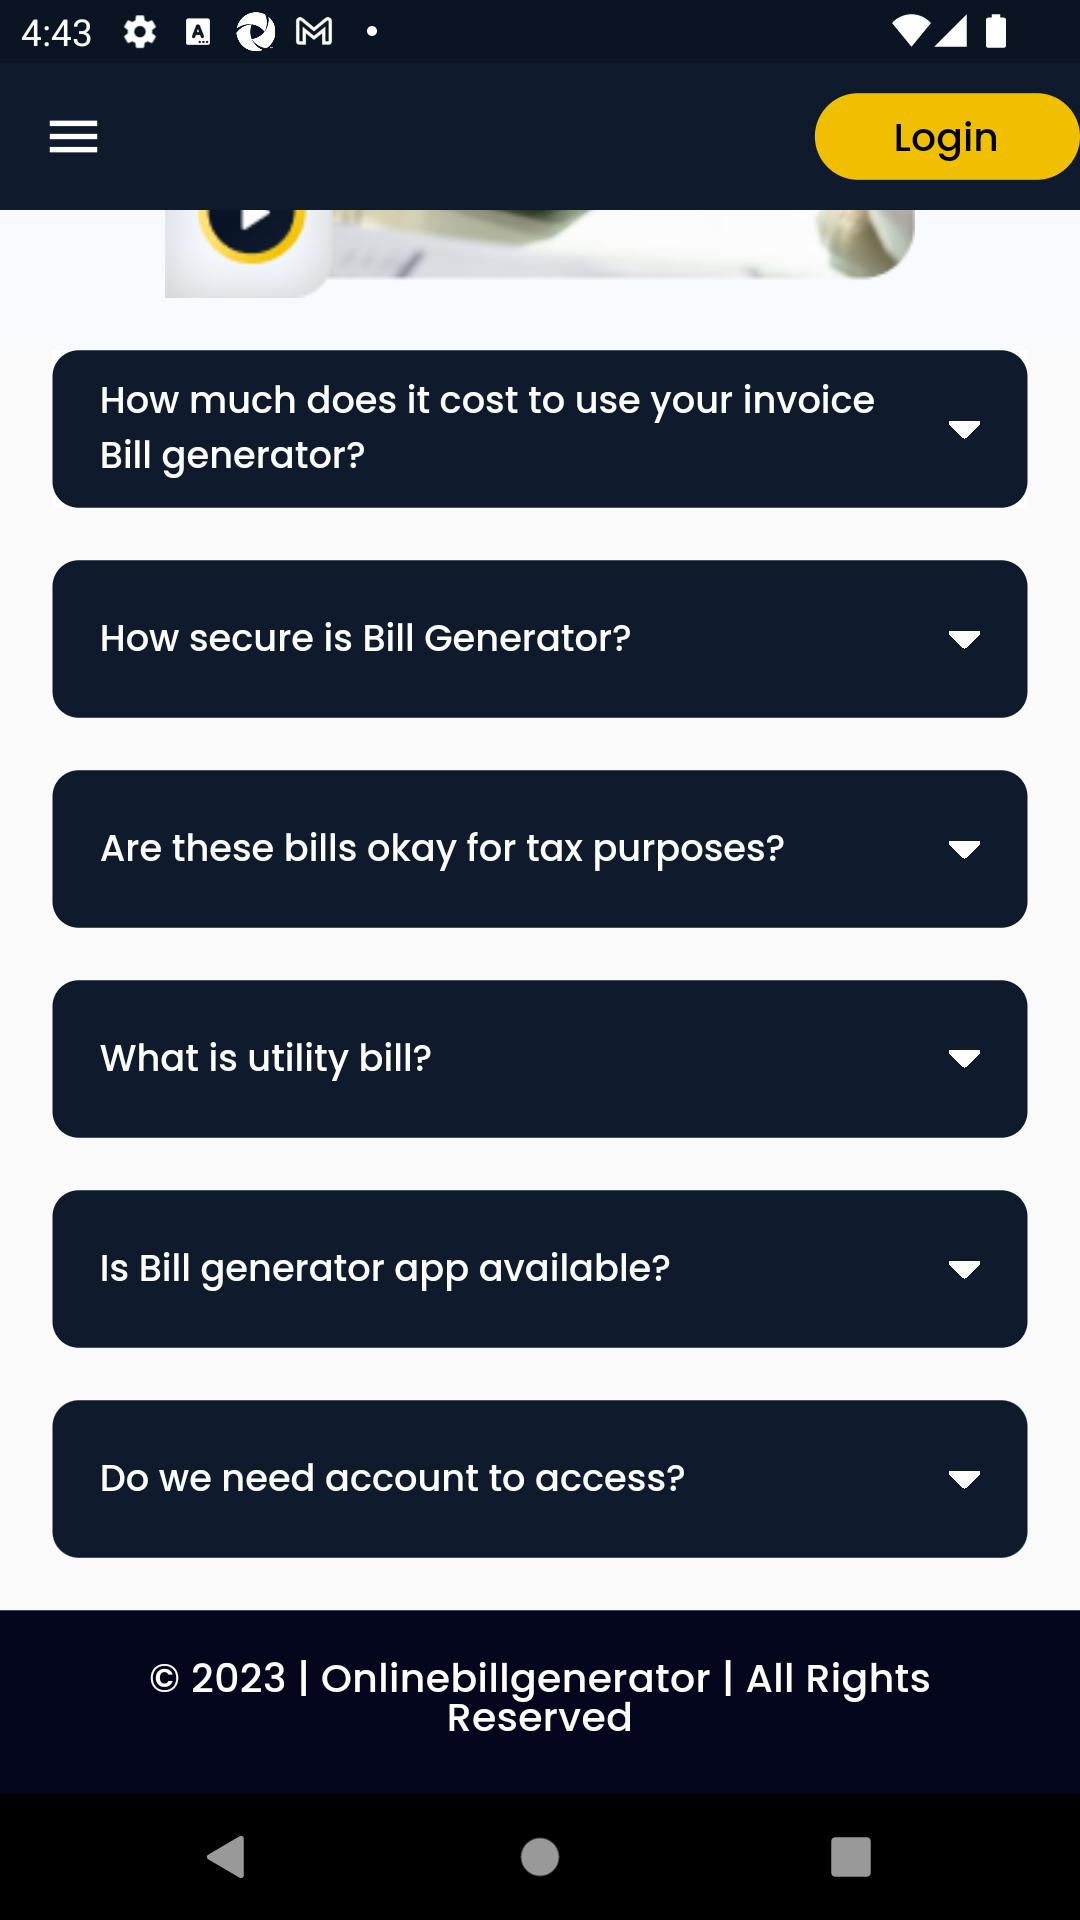 4:43
Login
How much does it cost to use your invoice
Bill generator?
How secure is Bill Generator?
Are these bills okay for tax purposes?
What is utility bill?
Is Bill generator app available?
Do we need account to access?
© 2023 | Onlinebillgenerator | All Rights
Reserved